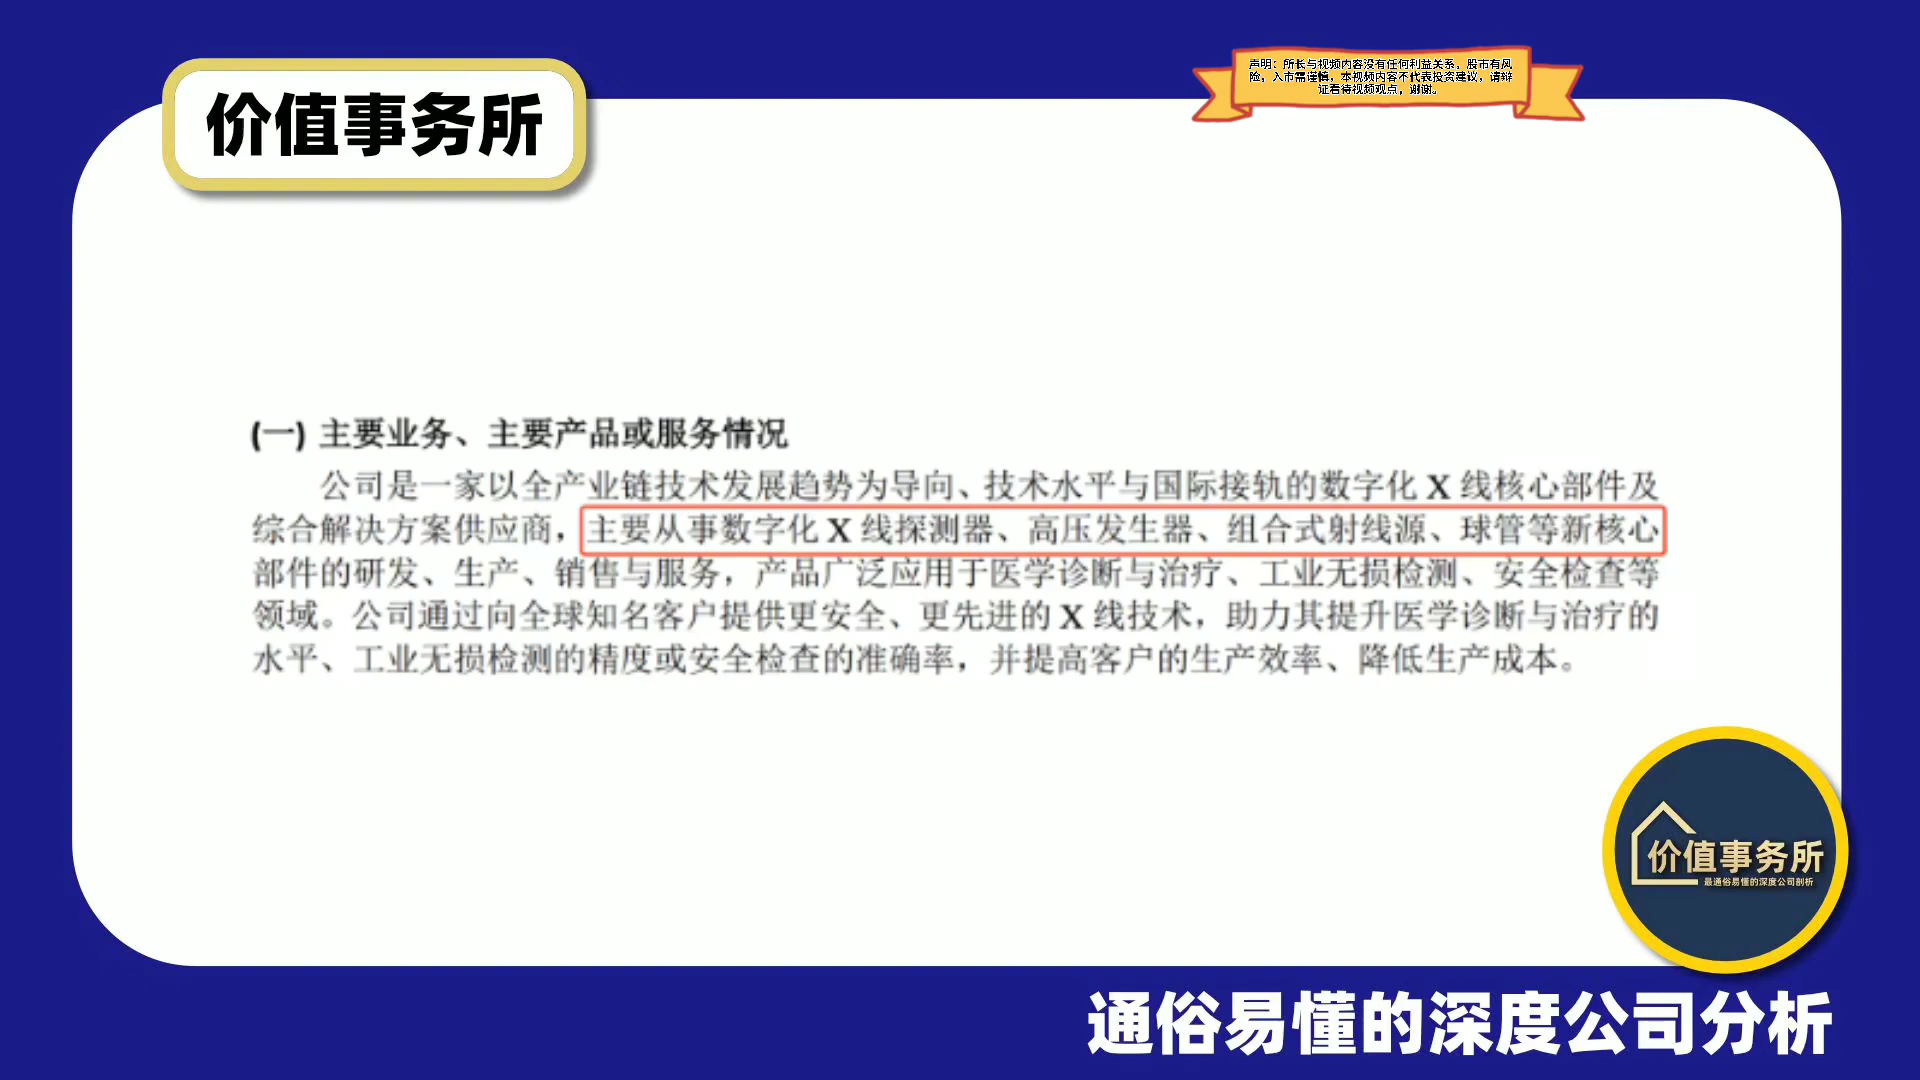 价值事务所
声明：所长与视频内容没有任何利益关系，股市有风
险，入市需谨慎，本视频内容不代表投资建议，请辩
证看待视频观点，谢谢。
(一) 主要业务、主要产品或服务情况
公司是一家以全产业链技术发展趋势为导向、技术水平与国际接轨的数字化 X 线核心部件及
综合解决方案供应商，主要从事数字化 X 线探测器、高压发生器、组合式射线源、球管等新核心
部件的研发、生产、销售与服务，产品广泛应用于医学诊断与治疗、工业无损检测、安全检查等
领域。公司通过向全球知名客户提供更安全、更先进的 X 线技术，助力其提升医学诊断与治疗的
水平、工业无损检测的精度或安全检查的准确率，并提高客户的生产效率、降低生产成本。
价值事务所
最通俗易懂的深度公司剖析
通俗易懂的深度公司分析